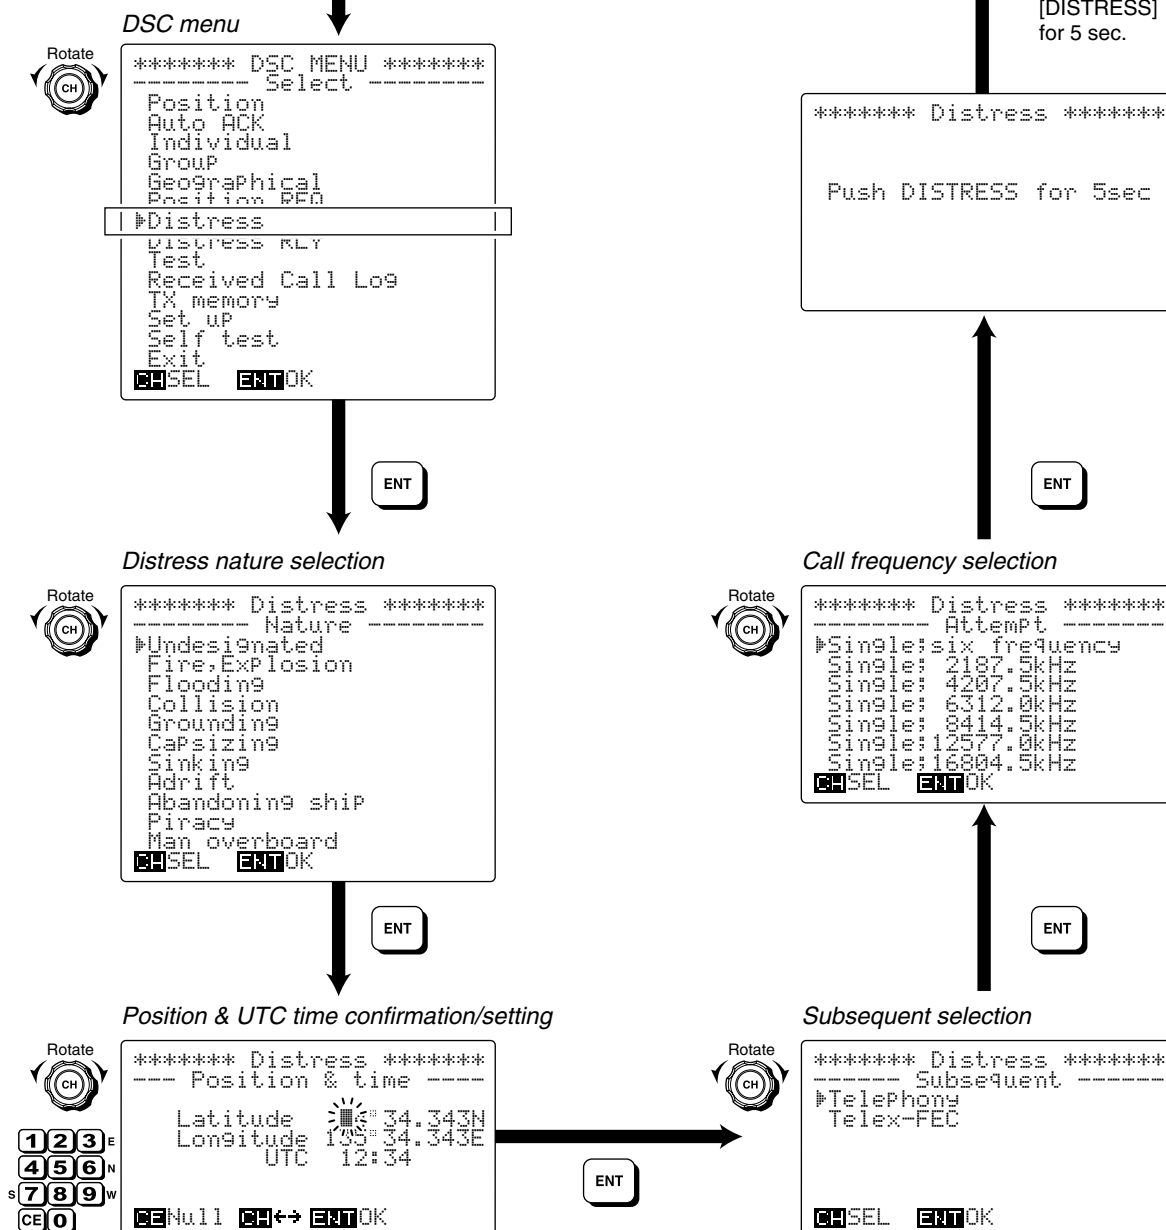 DSC menu
Rotate
CH
******* DSC MENU *******
-------- Select --------
Position
Auto ACK
Individual
Group
Geographical
Position REQ
Distress
Distress RLY
Test
Received Call Log
TX memory
Set up
Self test
Exit
CH SEL ENT OK
ENT
Distress nature selection
Rotate
CH
******* Distress *******
-------- Nature --------
Undesignated
Fire,Explosion
Flooding
Collision
Grounding
Capsizing
Sinking
Adrift
Abandoning ship
Piracy
Man overboard
CH SEL ENT OK
ENT
Position & UTC time confirmation/setting
Rotate
CH
1 2 3 E
4 5 6 N
S 7 8 9 W
CE 0
******* Distress *******
--- Position & time ----
Latitude °34.343N
Longitude 135°34.343E
UTC 12:34
CE Null CH ←→ ENT OK
ENT
Subsequent selection
Rotate
CH
******* Distress *******
------ Subsequent ------
Telephony
Telex-FEC
CH SEL ENT OK
ENT
Call frequency selection
Rotate
CH
******* Distress *******
-------- Attempt -------
Single;six frequency
Single; 2187.5kHz
Single; 4207.5kHz
Single; 6312.0kHz
Single; 8414.5kHz
Single;12577.0kHz
Single;16804.5kHz
CH SEL ENT OK
ENT
******* Distress *******
Push DISTRESS for 5sec
[DISTRESS]
for 5 sec.